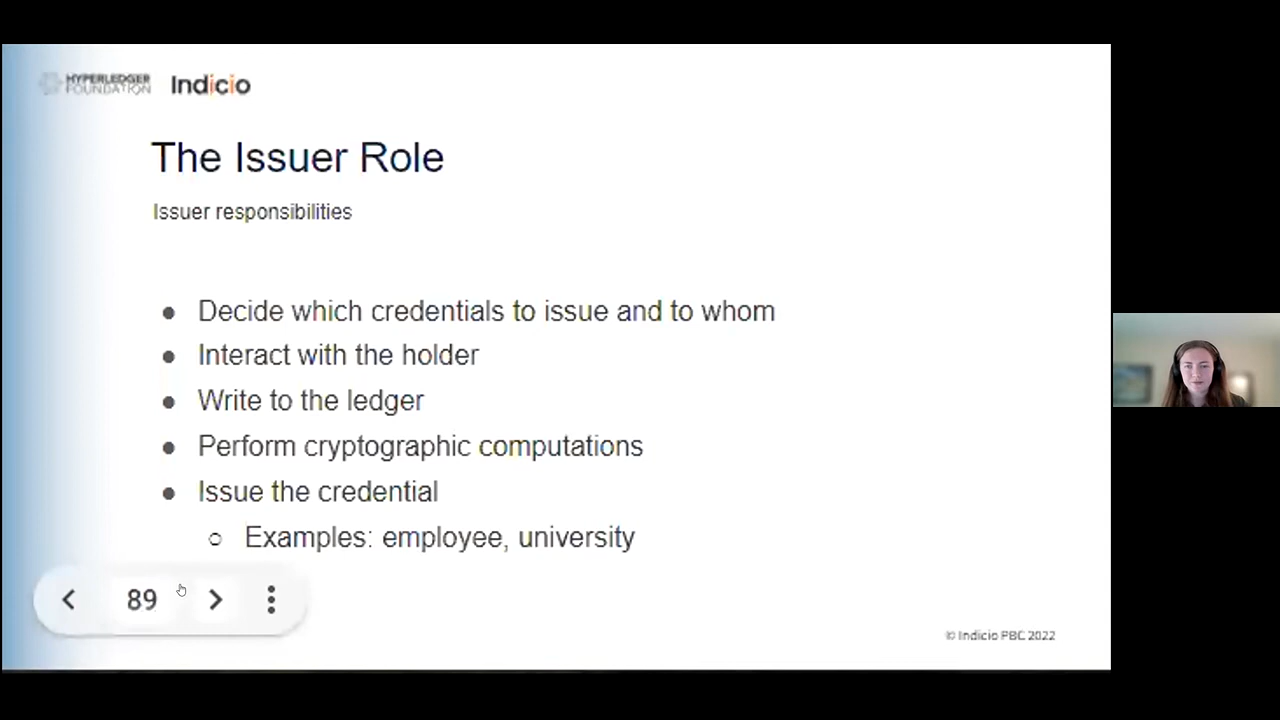 HYPERLEDGER
FOUNDATION
Indicio
The Issuer Role
Issuer responsibilities
● Decide which credentials to issue and to whom
● Interact with the holder
● Write to the ledger
● Perform cryptographic computations
● Issue the credential
○ Examples: employee, university
89
© Indicio PBC 2022